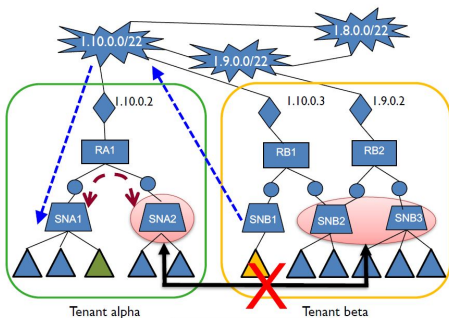 1.8.0.0/22
1.10.0.0/22
1.9.0.0/22
1.10.0.2
1.10.0.3
1.9.0.2
RA1
RB1
RB2
SNA1
SNA2
SNB1
SNB2
SNB3
Tenant alpha
Tenant beta